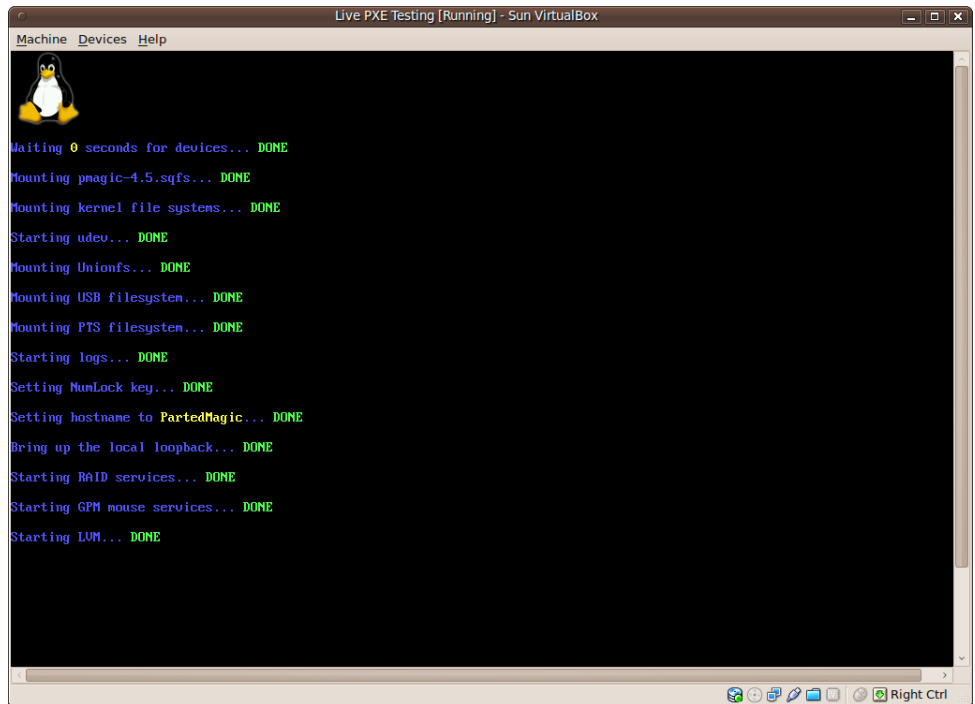 Live PXE Testing [Running] - Sun VirtualBox
Machine Devices Help
Waiting 0 seconds for devices... DONE
Mounting pmagic-4.5.sqfs... DONE
Mounting kernel file systems... DONE
Starting udev... DONE
Mounting Unionfs... DONE
Mounting USB filesystem... DONE
Mounting PTS filesystem... DONE
Starting logs... DONE
Setting NumLock key... DONE
Setting hostname to PartedMagic... DONE
Bring up the local loopback... DONE
Starting RAID services... DONE
Starting GPM mouse services... DONE
Starting LVM... DONE
Right Ctrl